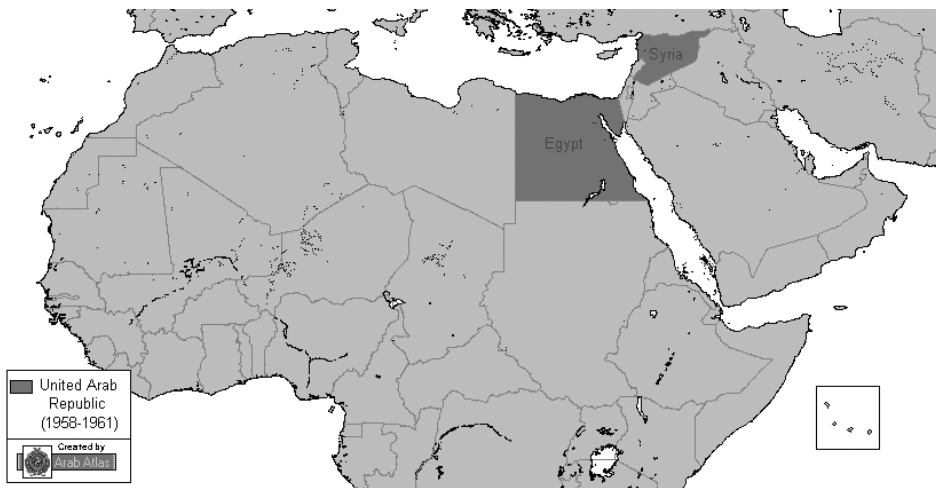 Syria
Egypt
United Arab
Republic
(1958-1961)
Created by
Arab Atlas